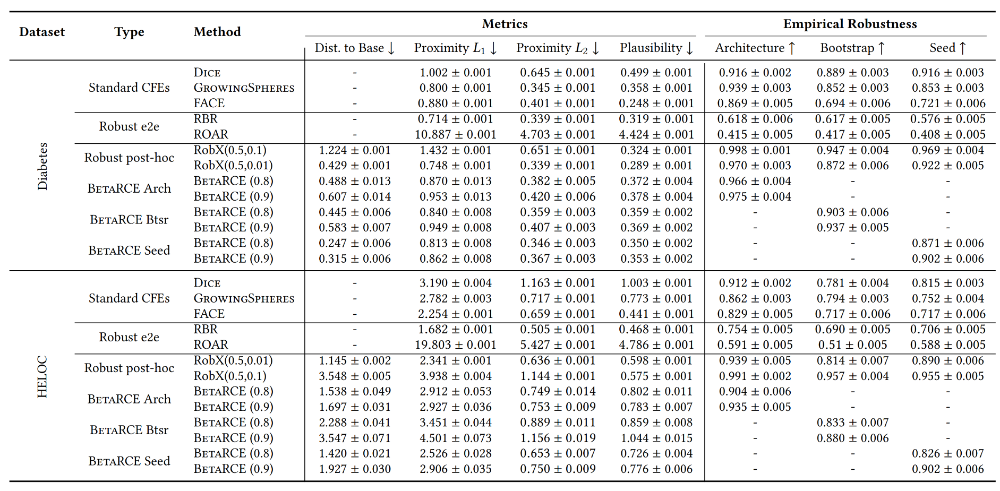 Dataset Type Method Metrics Empirical Robustness
Dist. to Base ↓ Proximity L₁ ↓ Proximity L₂ ↓ Plausibility ↓ Architecture ↑ Bootstrap ↑ Seed ↑
Diabetes
Standard CFEs
DICE - 1.002 ± 0.001 0.645 ± 0.001 0.499 ± 0.001 0.916 ± 0.002 0.889 ± 0.003 0.916 ± 0.003
GROWINGSPHERES - 0.800 ± 0.001 0.345 ± 0.001 0.358 ± 0.001 0.939 ± 0.003 0.852 ± 0.003 0.853 ± 0.003
FACE - 0.880 ± 0.001 0.401 ± 0.001 0.248 ± 0.001 0.869 ± 0.005 0.694 ± 0.006 0.721 ± 0.006
Robust e2e
RBR - 0.714 ± 0.001 0.339 ± 0.001 0.319 ± 0.001 0.618 ± 0.006 0.617 ± 0.005 0.576 ± 0.005
ROAR - 10.887 ± 0.001 4.703 ± 0.001 4.424 ± 0.001 0.415 ± 0.005 0.417 ± 0.005 0.408 ± 0.005
Robust post-hoc
RobX(0.5,0.1) 1.224 ± 0.001 1.432 ± 0.001 0.651 ± 0.001 0.324 ± 0.001 0.998 ± 0.001 0.947 ± 0.004 0.969 ± 0.004
RobX(0.5,0.01) 0.429 ± 0.001 0.748 ± 0.001 0.339 ± 0.001 0.289 ± 0.001 0.970 ± 0.003 0.872 ± 0.006 0.922 ± 0.005
BETARCE Arch
BETARCE (0.8) 0.488 ± 0.013 0.870 ± 0.013 0.382 ± 0.005 0.372 ± 0.004 0.966 ± 0.004 - -
BETARCE (0.9) 0.607 ± 0.014 0.953 ± 0.013 0.420 ± 0.006 0.378 ± 0.004 0.975 ± 0.004 - -
BETARCE Btsr
BETARCE (0.8) 0.445 ± 0.006 0.840 ± 0.008 0.359 ± 0.003 0.359 ± 0.002 - 0.903 ± 0.006 -
BETARCE (0.9) 0.583 ± 0.007 0.949 ± 0.008 0.407 ± 0.003 0.369 ± 0.002 - 0.937 ± 0.005 -
BETARCE Seed
BETARCE (0.8) 0.247 ± 0.006 0.813 ± 0.008 0.346 ± 0.003 0.350 ± 0.002 - - 0.871 ± 0.006
BETARCE (0.9) 0.315 ± 0.006 0.862 ± 0.008 0.367 ± 0.003 0.353 ± 0.002 - - 0.902 ± 0.006
HELOC
Standard CFEs
DICE - 3.190 ± 0.004 1.163 ± 0.001 1.003 ± 0.001 0.912 ± 0.002 0.781 ± 0.004 0.815 ± 0.003
GROWINGSPHERES - 2.782 ± 0.003 0.717 ± 0.001 0.773 ± 0.001 0.862 ± 0.003 0.794 ± 0.003 0.752 ± 0.004
FACE - 2.254 ± 0.001 0.659 ± 0.001 0.441 ± 0.001 0.829 ± 0.005 0.717 ± 0.006 0.717 ± 0.006
Robust e2e
RBR - 1.682 ± 0.001 0.505 ± 0.001 0.468 ± 0.001 0.754 ± 0.005 0.690 ± 0.005 0.706 ± 0.005
ROAR - 19.803 ± 0.001 5.427 ± 0.001 4.786 ± 0.001 0.591 ± 0.005 0.51 ± 0.005 0.588 ± 0.005
Robust post-hoc
RobX(0.5,0.01) 1.145 ± 0.002 2.341 ± 0.001 0.636 ± 0.001 0.598 ± 0.001 0.939 ± 0.005 0.814 ± 0.007 0.890 ± 0.006
RobX(0.5,0.1) 3.548 ± 0.005 3.938 ± 0.004 1.144 ± 0.001 0.575 ± 0.001 0.991 ± 0.002 0.957 ± 0.004 0.955 ± 0.005
BETARCE Arch
BETARCE (0.8) 1.538 ± 0.049 2.912 ± 0.053 0.749 ± 0.014 0.802 ± 0.011 0.904 ± 0.006 - -
BETARCE (0.9) 1.697 ± 0.031 2.927 ± 0.036 0.753 ± 0.009 0.783 ± 0.007 0.935 ± 0.005 - -
BETARCE Btsr
BETARCE (0.8) 2.288 ± 0.041 3.451 ± 0.044 0.889 ± 0.011 0.859 ± 0.008 - 0.833 ± 0.007 -
BETARCE (0.9) 3.547 ± 0.071 4.501 ± 0.073 1.156 ± 0.019 1.044 ± 0.015 - 0.880 ± 0.006 -
BETARCE Seed
BETARCE (0.8) 1.420 ± 0.021 2.526 ± 0.028 0.653 ± 0.007 0.726 ± 0.004 - - 0.826 ± 0.007
BETARCE (0.9) 1.927 ± 0.030 2.906 ± 0.035 0.750 ± 0.009 0.776 ± 0.006 - - 0.902 ± 0.006